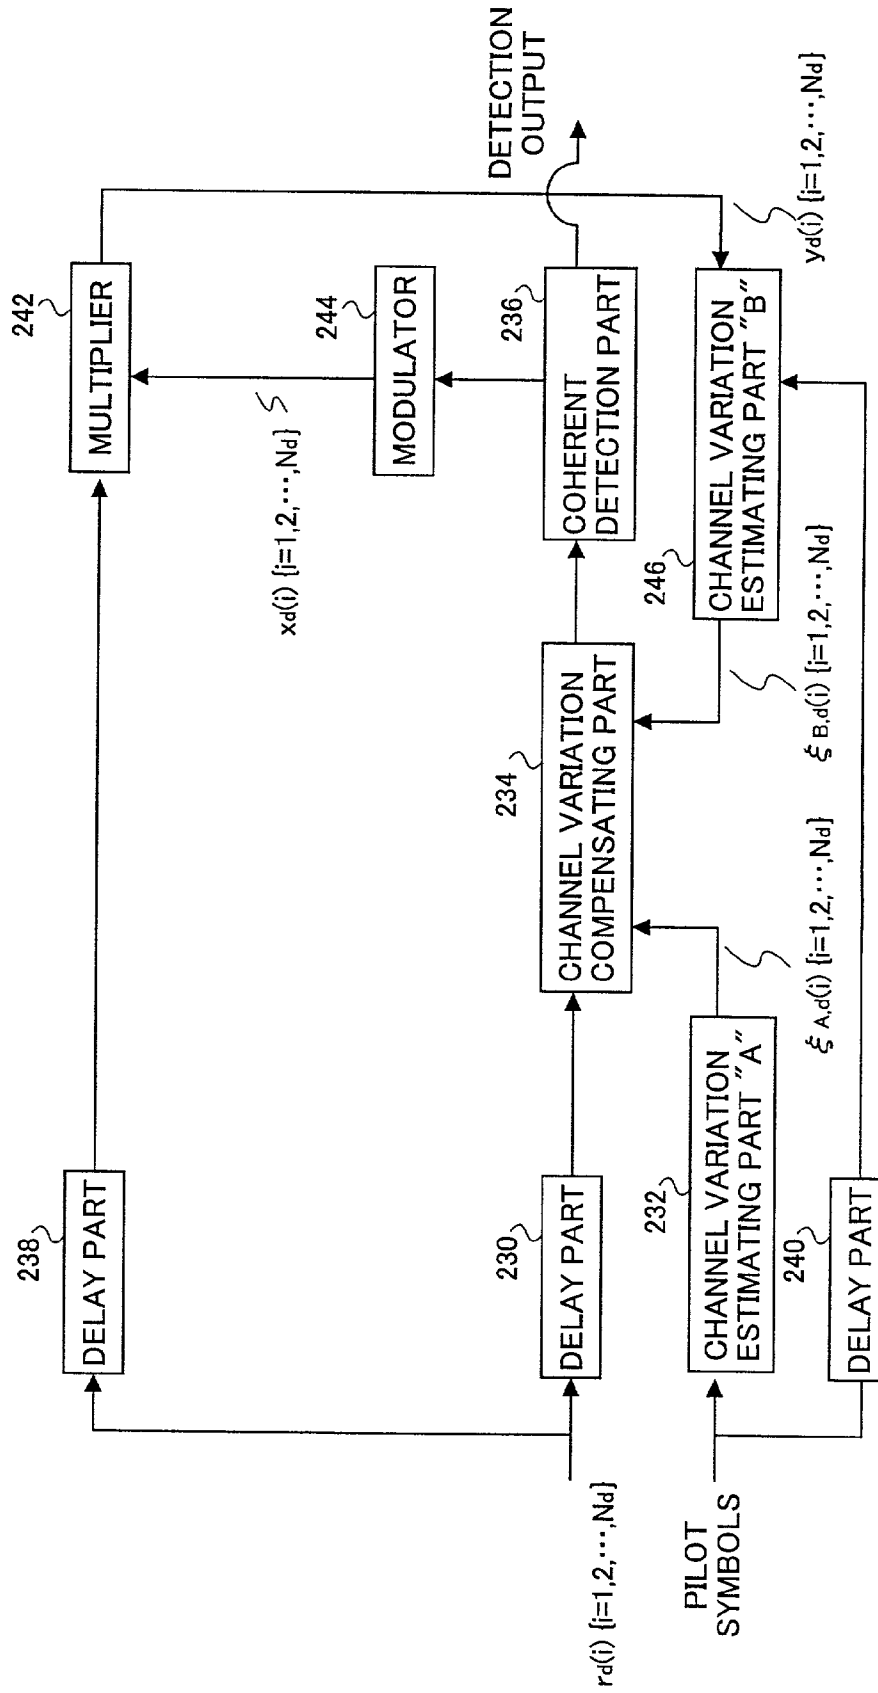 238
DELAY PART
242
MULTIPLIER
xd(i) {i=1,2,⋯,Nd}
244
MODULATOR
DETECTION
OUTPUT
rd(i) {i=1,2,⋯,Nd}
230
DELAY PART
234
CHANNEL VARIATION
COMPENSATING PART
236
COHERENT
DETECTION PART
PILOT
SYMBOLS
232
CHANNEL VARIATION
ESTIMATING PART "A"
ξA,d(i) {i=1,2,⋯,Nd}
246
CHANNEL VARIATION
ESTIMATING PART "B"
ξB,d(i) {i=1,2,⋯,Nd}
yd(i) {i=1,2,⋯,Nd}
240
DELAY PART